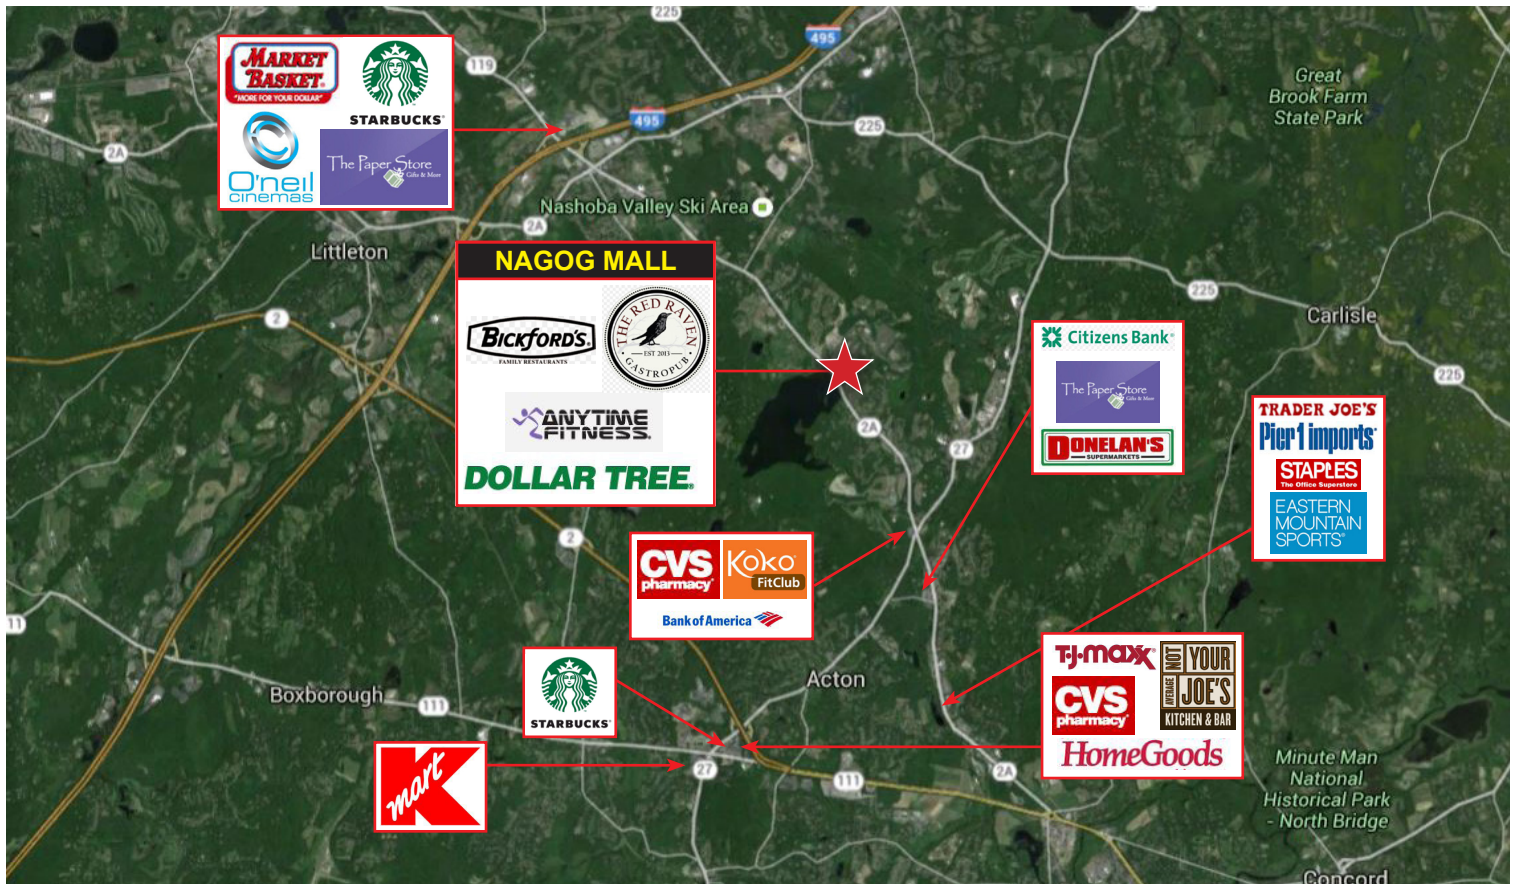 225
495
119
Great
Brook Farm
State Park
MARKET
BASKET
"MORE FOR YOUR DOLLAR"
STARBUCKS
O'neil
cinemas
The Paper Store
Gifts & More
495
225
2A
Nashoba Valley Ski Area
2A
Littleton
NAGOG MALL
BICKFORD'S.
FAMILY RESTAURANTS
THE RED RAVEN
EST 2013
GASTROPUB
ANYTIME
FITNESS.
DOLLAR TREE®
225
Carlisle
2
Citizens Bank®
The Paper Store
Gifts & More
DONELAN'S
SUPERMARKETS
225
TRADER JOE'S
Pier 1 imports®
STAPLES
The Office Superstore
EASTERN
MOUNTAIN
SPORTS®
2A
27
2
CVS
pharmacy®
Koko
FitClub
Bank of America
11
STARBUCKS®
Acton
T·J·maxx®
CVS
pharmacy®
NOT YOUR
AVERAGE JOE'S
KITCHEN & BAR
HomeGoods
Boxborough
111
Kmart
27
111
2A
Minute Man
National
Historical Park
- North Bridge
Concord